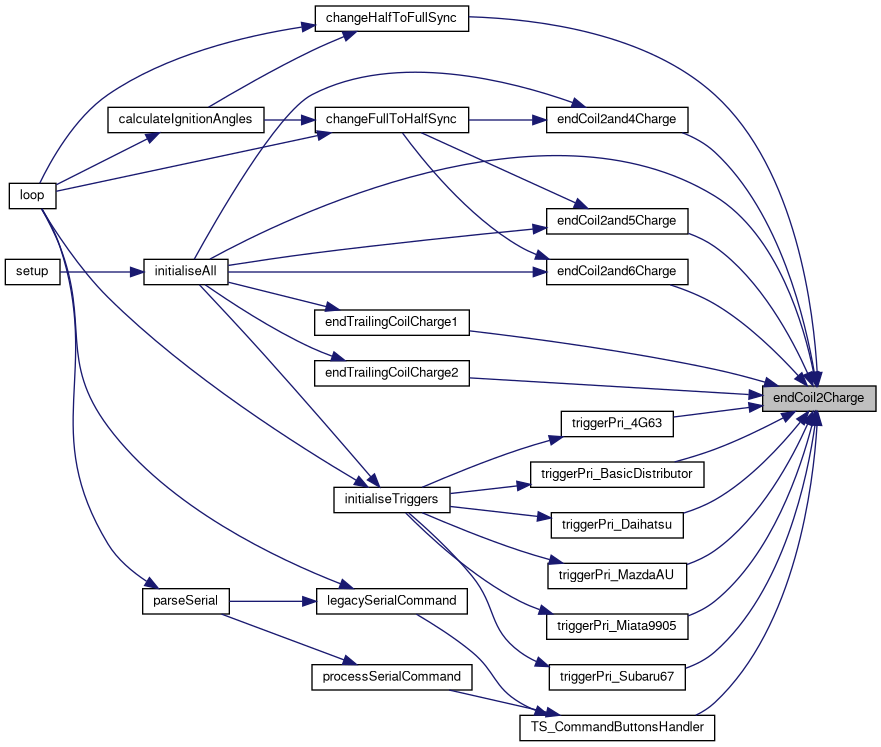 changeHalfToFullSync
calculateIgnitionAngles
changeFullToHalfSync
endCoil2and4Charge
loop
endCoil2and5Charge
setup
initialiseAll
endCoil2and6Charge
endTrailingCoilCharge1
endTrailingCoilCharge2
endCoil2Charge
triggerPri_4G63
triggerPri_BasicDistributor
initialiseTriggers
triggerPri_Daihatsu
triggerPri_MazdaAU
parseSerial
legacySerialCommand
triggerPri_Miata9905
processSerialCommand
triggerPri_Subaru67
TS_CommandButtonsHandler